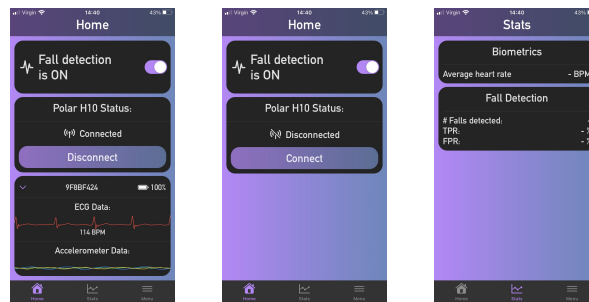 Virgin 14:40 43%
Home
Fall detection
is ON
Polar H10 Status:
Connected
Disconnect
9F8BF424 100%
ECG Data:
114 BPM
Accelerometer Data:
Home Stats Menu
Virgin 14:40 43%
Home
Fall detection
is ON
Polar H10 Status:
Disconnected
Connect
Home Stats Menu
Virgin 14:40 43%
Stats
Biometrics
Average heart rate - BPM
Fall Detection
# Falls detected:
TPR: -
FPR: -
Home Stats Menu